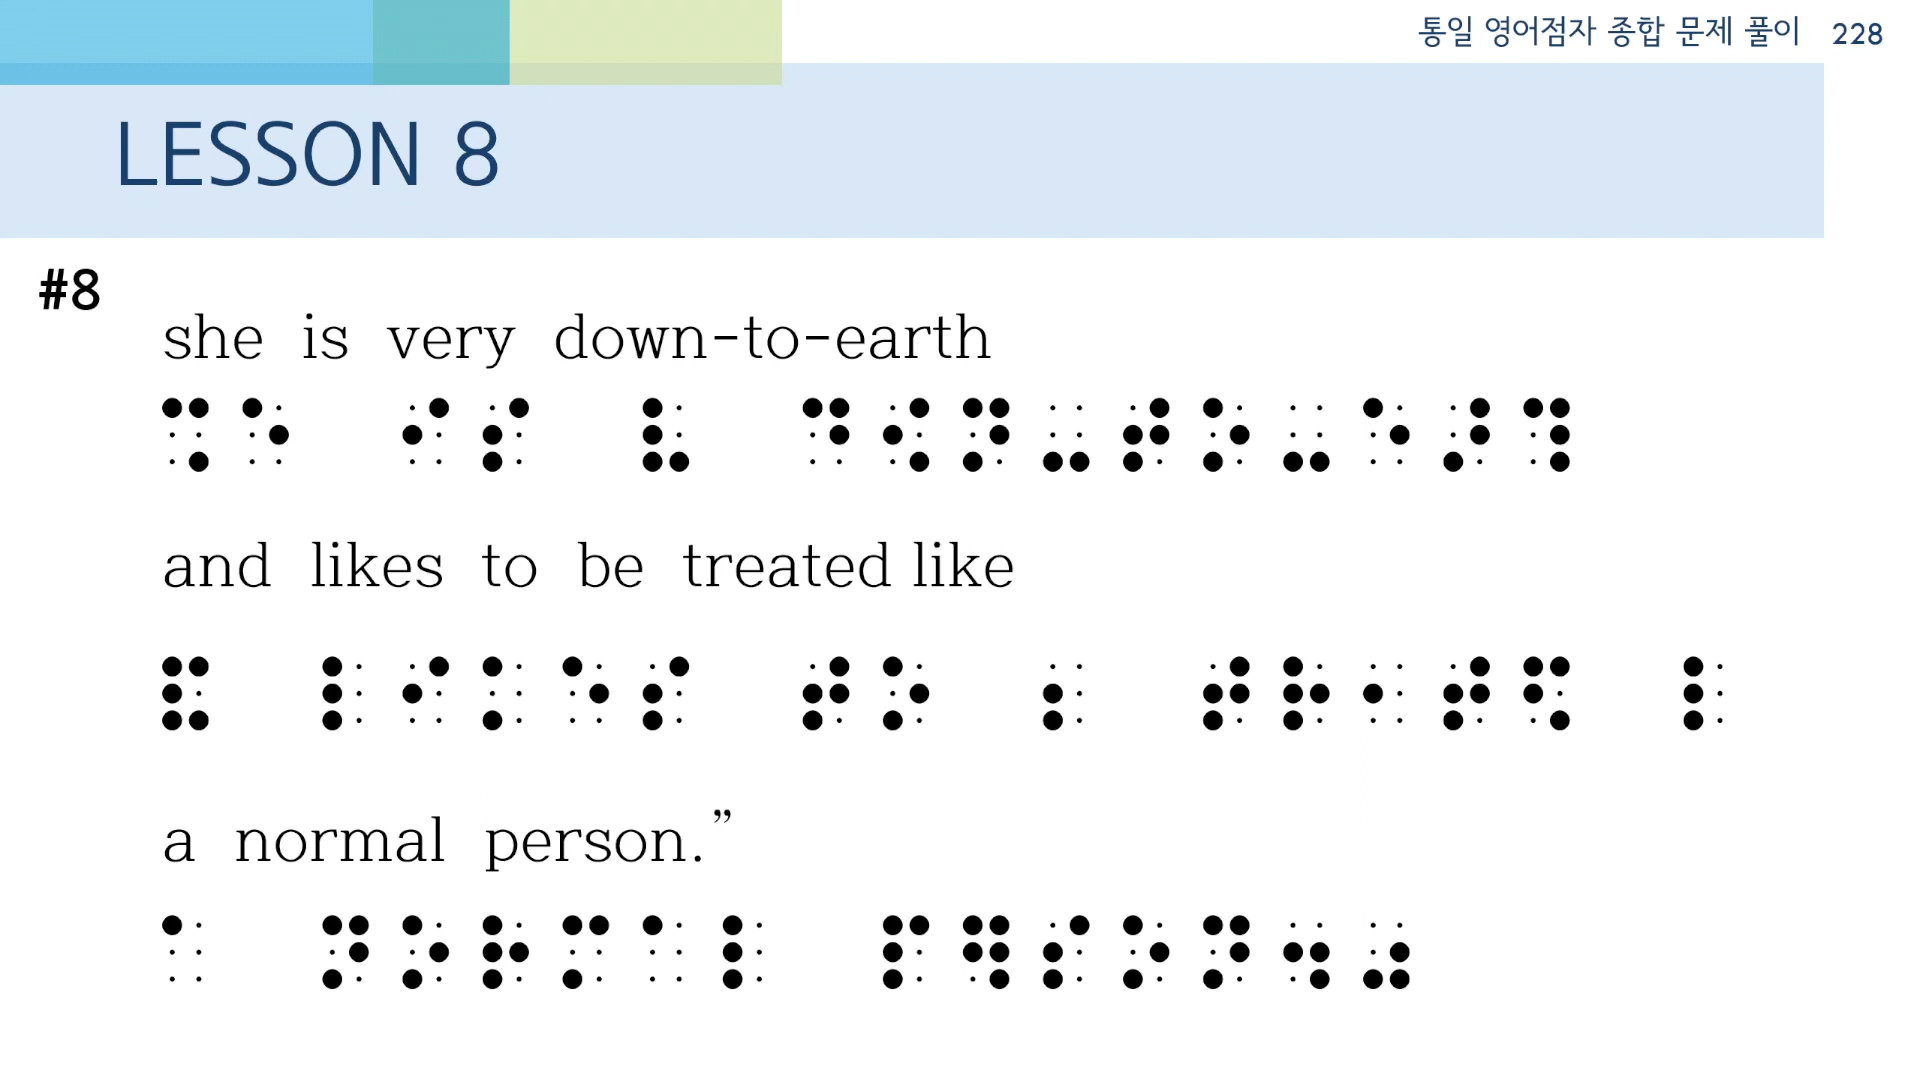 통일 영어점자 종합 문제 풀이 228
LESSON 8
#8
she is very down-to-earth
⠩⠑ ⠊⠎ ⠧ ⠙⠪⠝⠤⠞⠕⠤⠑⠜⠹
and likes to be treated like
⠯ ⠇⠊⠅⠑⠎ ⠞⠕ ⠆ ⠞⠗⠂⠞⠫ ⠇
a normal person.”
⠁ ⠝⠕⠗⠍⠁⠇ ⠏⠻⠎⠕⠝⠲⠴